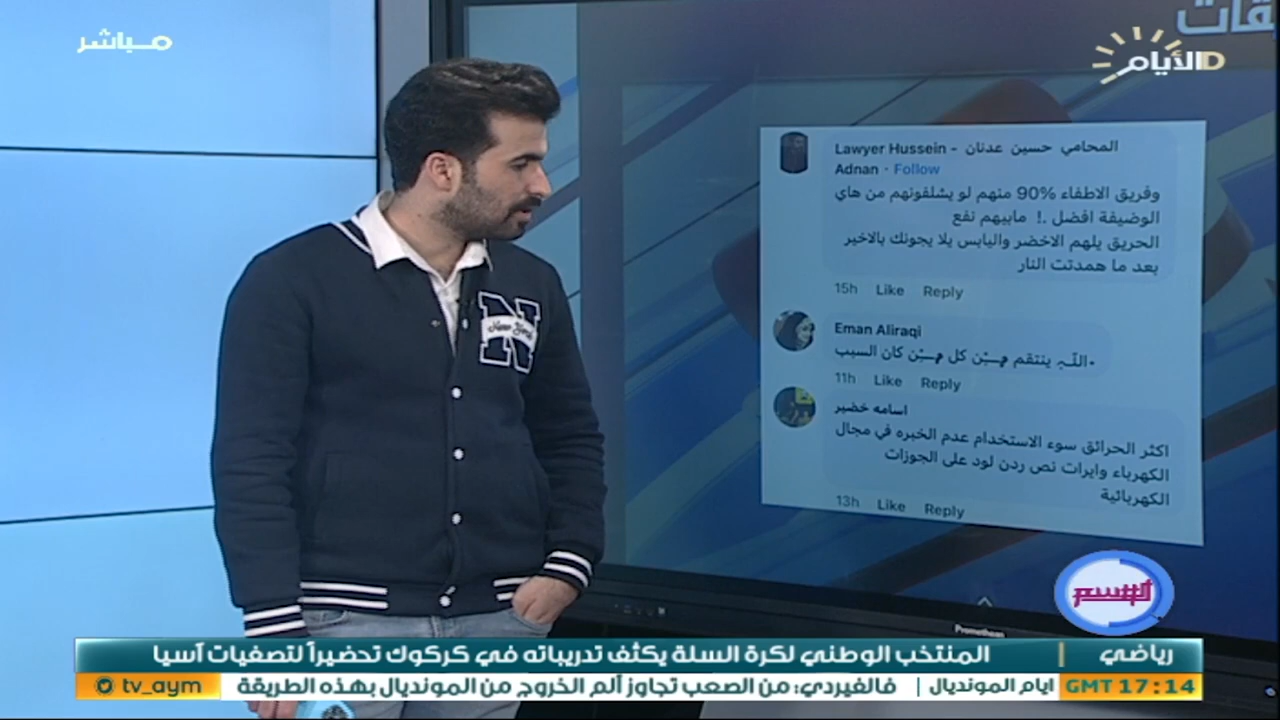 مباشر
الأيام
Lawyer Hussein - المحامي حسين عدنان
Adnan · Follow
وفريق الاطفاء 90% منهم لو يشلفونهم من هاي
الوضيفة افضل .! مابيهم نفع
الحريق يلهم الاخضر واليابس يلا يجونك بالاخير
بعد ما همدتت النار
15h Like Reply
Eman Aliraqi
اللّٰه ينتقم مـن كل مـن كان السبب•
11h Like Reply
اسامه خضير
اكثر الحرائق سوء الاستخدام عدم الخبره في مجال
الكهرباء وايرات نص ردن لود على الجوزات
الكهربائية
13h Like Reply
N
New York
Promethean
رياضي | المنتخب الوطني لكرة السلة يكثف تدريباته في كركوك تحضيراً لتصفيات آسيا
GMT 17:14 ايام المونديال | فالفيردي: من الصعب تجاوز ألم الخروج من المونديال بهذه الطريقة tv_aym